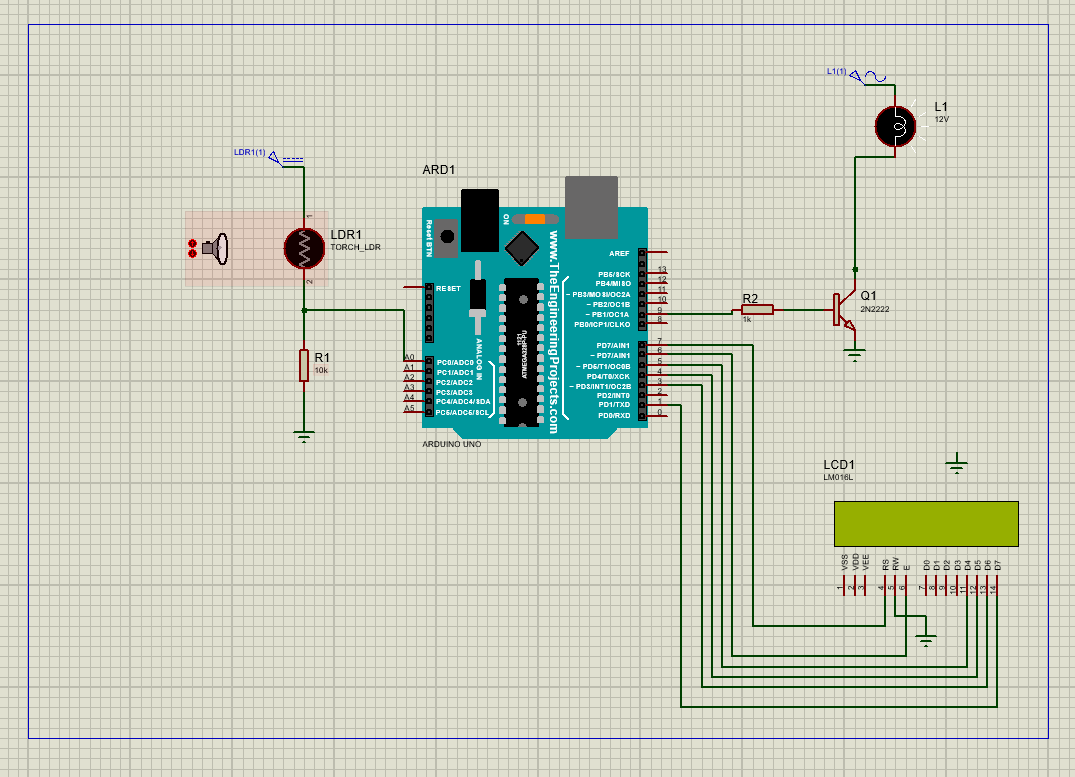 L1(1)
L1
12V
LDR1(1)
ARD1
1
LDR1
TORCH_LDR
2
Reset BTN
ON
www.TheEngineeringProjects.com
AREF
RESET
PB5/SCK 13
PB4/MISO 12
~ PB3/MOSI/OC2A 11
~ PB2/OC1B 10
~ PB1/OC1A 9
PB0/ICP1/CLKO 8
R2
1k
Q1
2N2222
1121
ATMEGA328P-PU
ANALOG IN
PD7/AIN1 7
~ PD7/AIN1 6
~ PD5/T1/OC0B 5
PD4/T0/XCK 4
~ PD3/INT1/OC2B 3
PD2/INT0 2
PD1/TXD 1
PD0/RXD 0
R1
10k
A0 PC0/ADC0
A1 PC1/ADC1
A2 PC2/ADC2
A3 PC3/ADC3
A4 PC4/ADC4/SDA
A5 PC5/ADC5/SCL
ARDUINO UNO
LCD1
LM016L
VSS VDD VEE RS RW E D0 D1 D2 D3 D4 D5 D6 D7
1 2 3 4 5 6 7 8 9 10 11 12 13 14